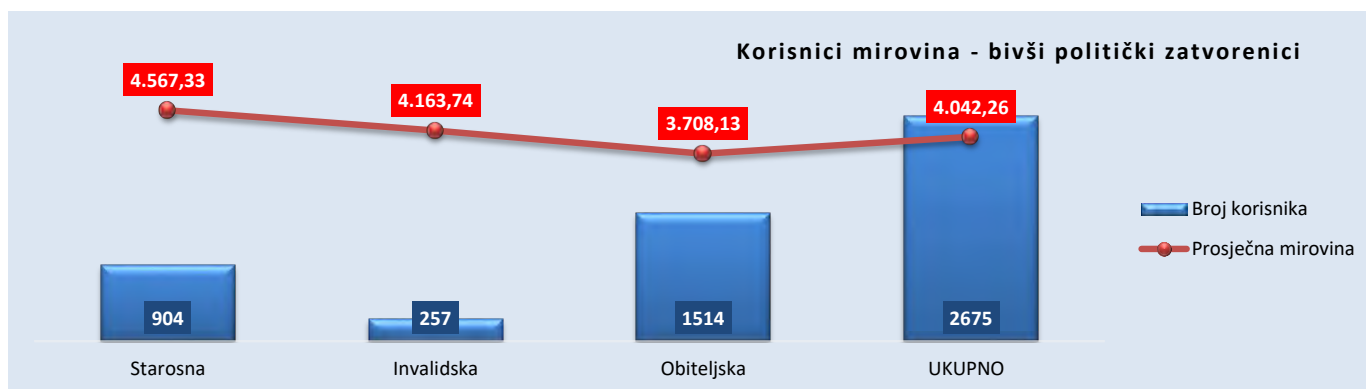 Korisnici mirovina - bivši politički zatvorenici
4.567,33
4.163,74
3.708,13
4.042,26
Broj korisnika
Prosječna mirovina
904
257
1514
2675
Starosna
Invalidska
Obiteljska
UKUPNO